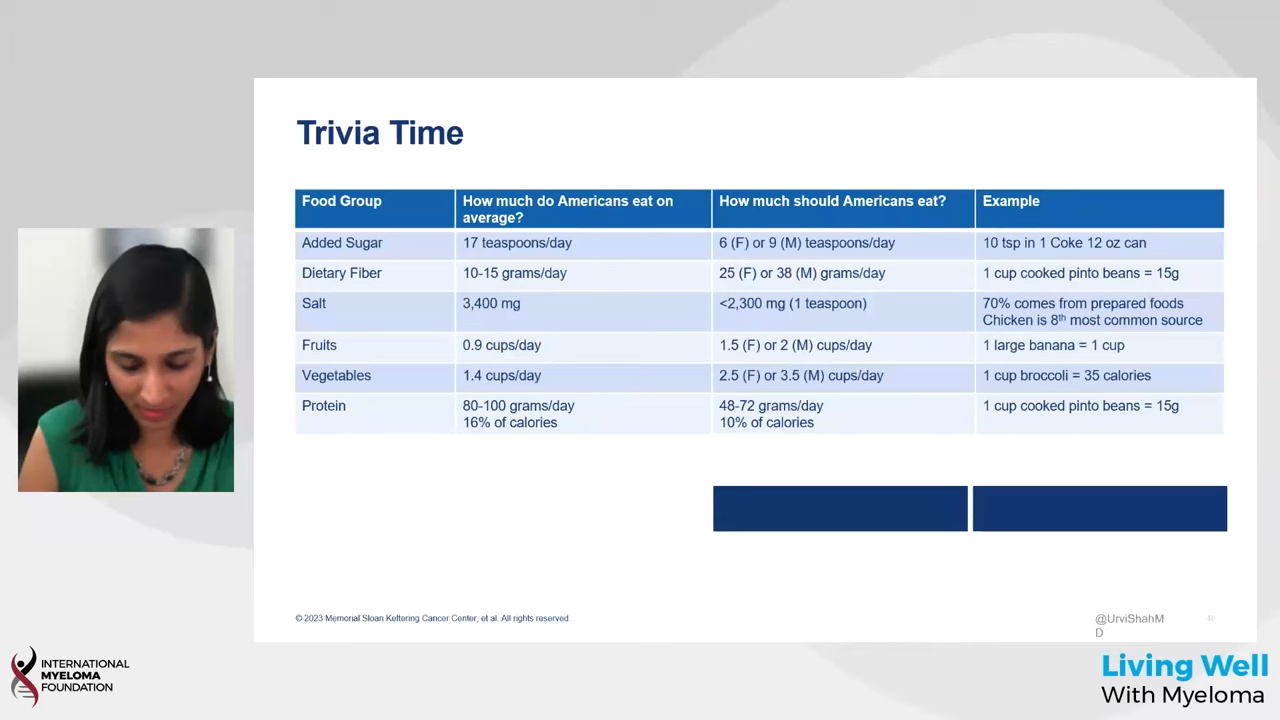 Trivia Time
Food Group
How much do Americans eat on
average?
How much should Americans eat?
Example
Added Sugar
17 teaspoons/day
6 (F) or 9 (M) teaspoons/day
10 tsp in 1 Coke 12 oz can
Dietary Fiber
10-15 grams/day
25 (F) or 38 (M) grams/day
1 cup cooked pinto beans = 15g
Salt
3,400 mg
<2,300 mg (1 teaspoon)
70% comes from prepared foods
Chicken is 8th most common source
Fruits
0.9 cups/day
1.5 (F) or 2 (M) cups/day
1 large banana = 1 cup
Vegetables
1.4 cups/day
2.5 (F) or 3.5 (M) cups/day
1 cup broccoli = 35 calories
Protein
80-100 grams/day
16% of calories
48-72 grams/day
10% of calories
1 cup cooked pinto beans = 15g
© 2023 Memorial Sloan Kettering Cancer Center, et al. All rights reserved.
@UrviShahM
D
INTERNATIONAL
MYELOMA
FOUNDATION
Living Well
With Myeloma